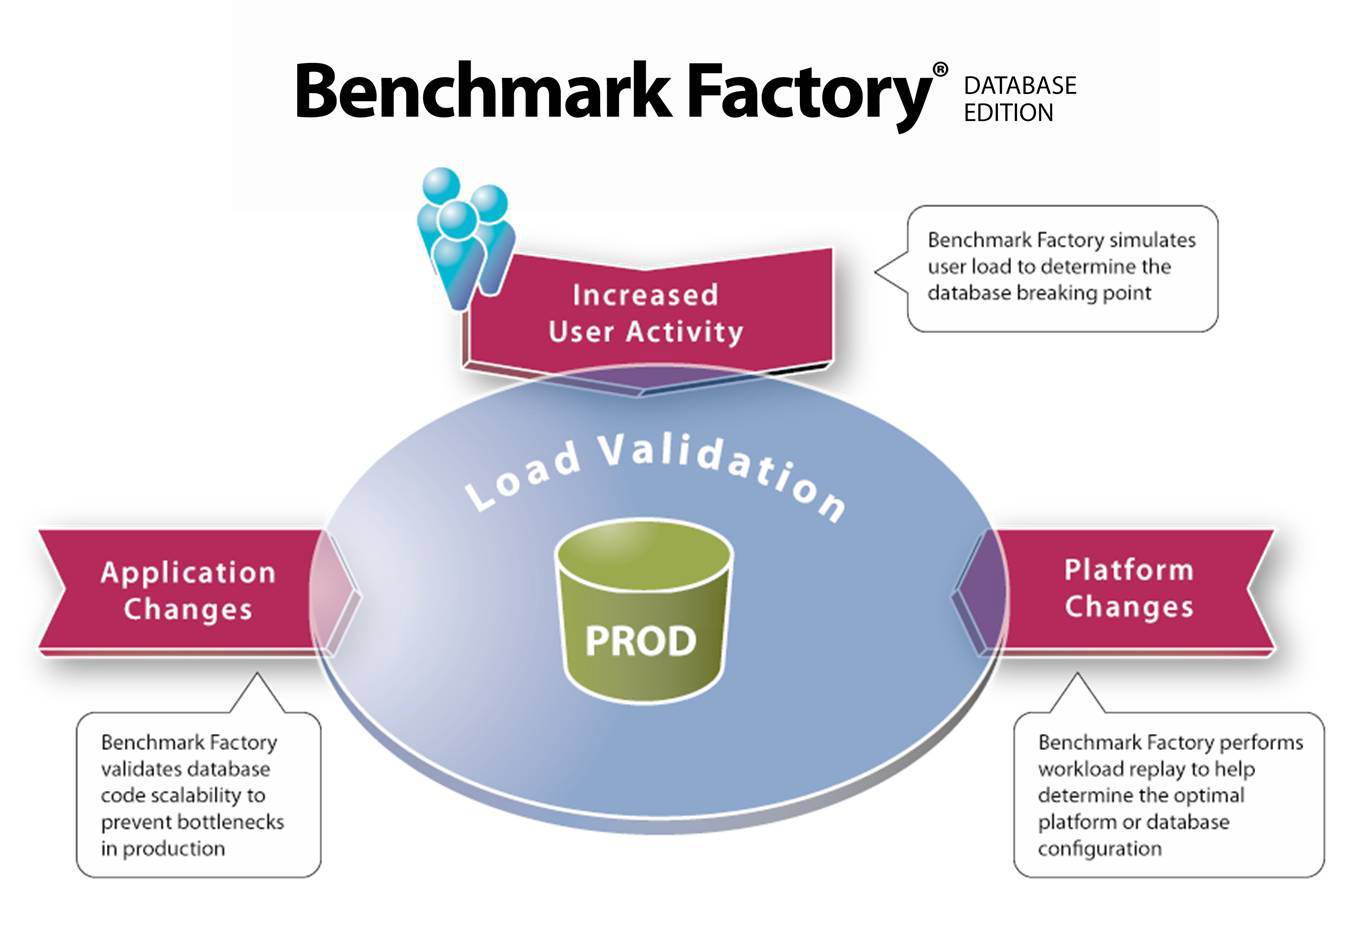 Benchmark Factory® DATABASE
EDITION
Benchmark Factory simulates
user load to determine the
database breaking point
Increased
User Activity
Load Validation
Application
Changes
PROD
Platform
Changes
Benchmark Factory
validates database
code scalability to
prevent bottlenecks
in production
Benchmark Factory performs
workload replay to help
determine the optimal
platform or database
configuration